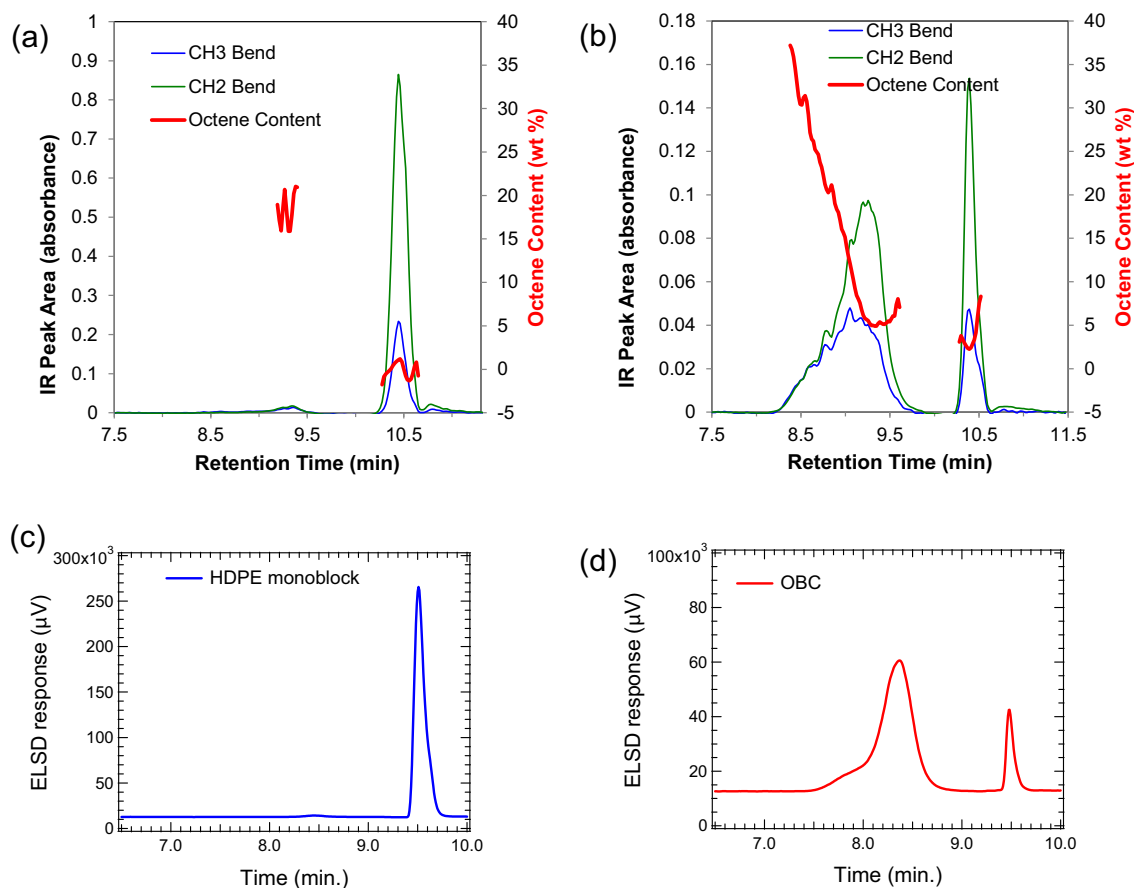 (a)
1
0.9
0.8
0.7
0.6
0.5
0.4
0.3
0.2
0.1
0
IR Peak Area (absorbance)
CH3 Bend
CH2 Bend
Octene Content
40
35
30
25
20
15
10
5
0
-5
Octene Content (wt %)
7.5 8.5 9.5 10.5
Retention Time (min)
(b)
0.18
0.16
0.14
0.12
0.1
0.08
0.06
0.04
0.02
0
IR Peak Area (absorbance)
CH3 Bend
CH2 Bend
Octene Content
40
35
30
25
20
15
10
5
0
-5
Octene Content (wt %)
7.5 8.5 9.5 10.5 11.5
Retention Time (min)
(c)
300x10³
250
200
150
100
50
0
ELSD response (µV)
HDPE monoblock
7.0 8.0 9.0 10.0
Time (min.)
(d)
100x10³
80
60
40
20
0
ELSD response (µV)
OBC
7.0 8.0 9.0 10.0
Time (min.)